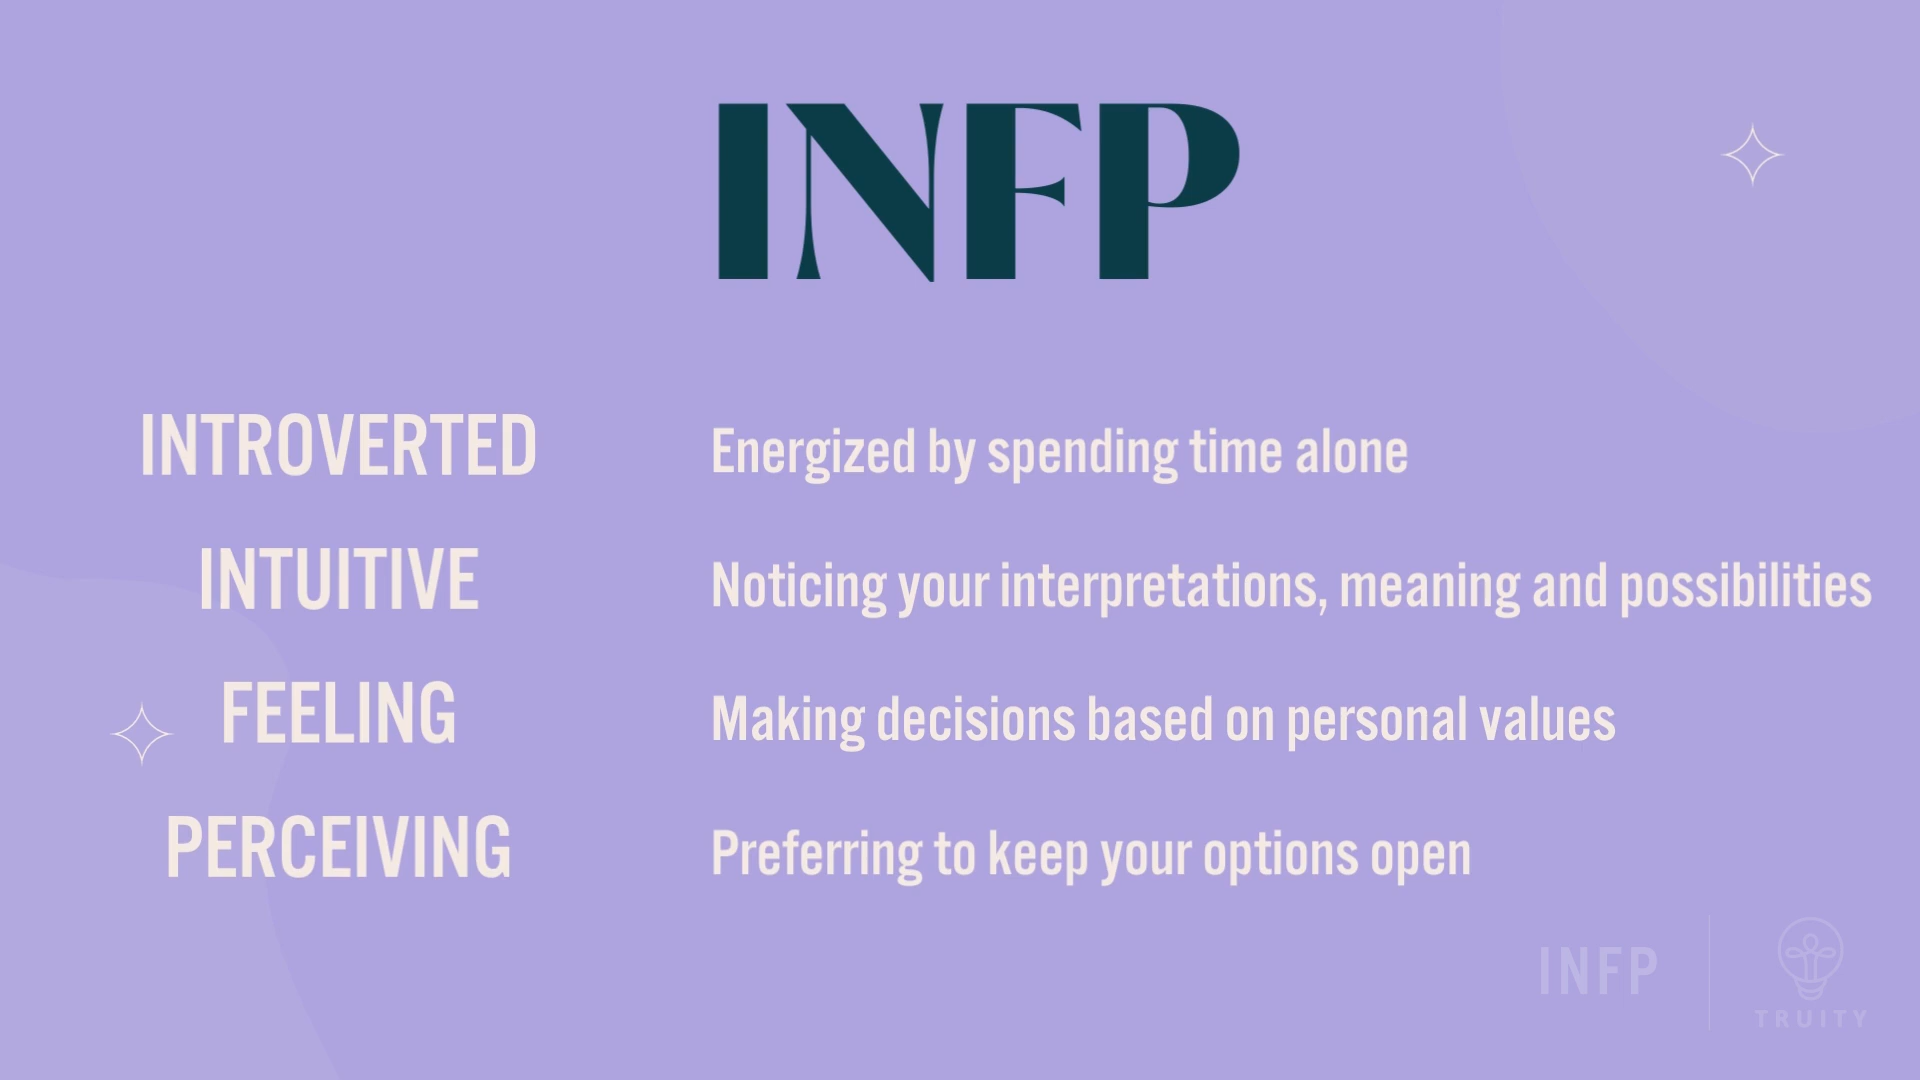 INFP
INTROVERTED Energized by spending time alone
INTUITIVE Noticing your interpretations, meaning and possibilities
FEELING Making decisions based on personal values
PERCEIVING Preferring to keep your options open
INFP
TRUITY